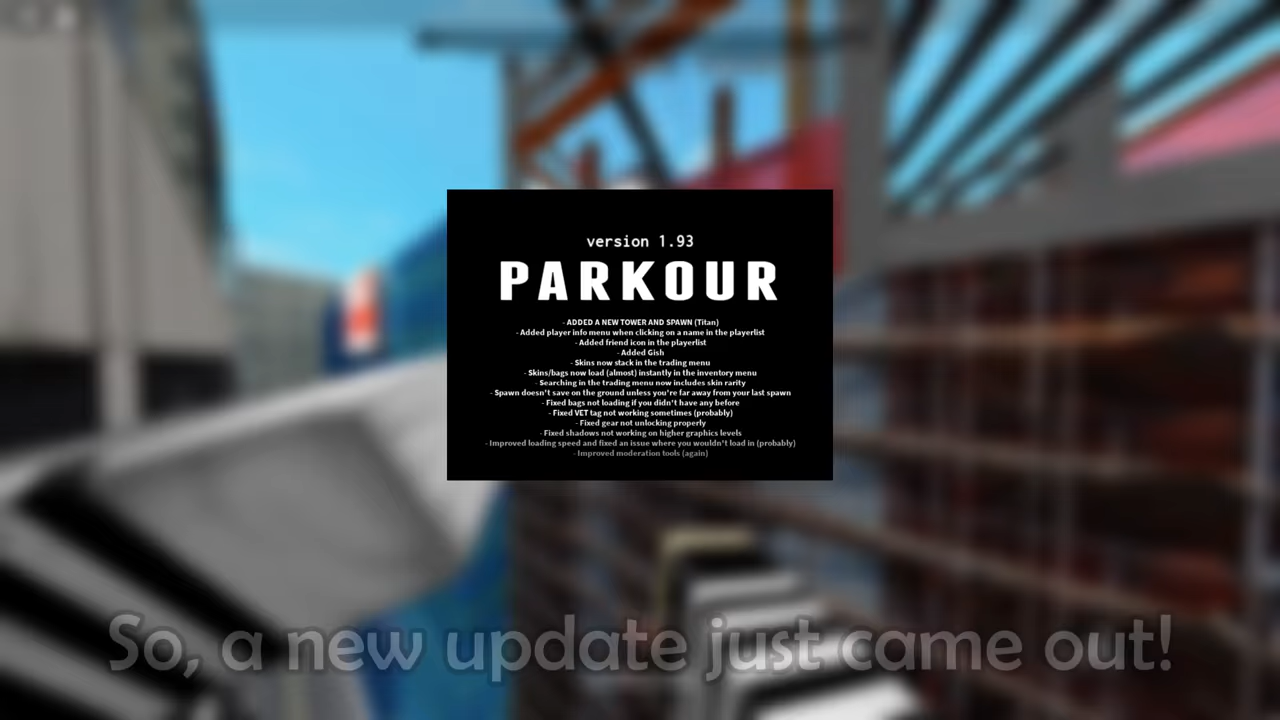 version 1.93
PARKOUR
- ADDED A NEW TOWER AND SPAWN (Titan)
- Added player info menu when clicking on a name in the playerlist
- Added friend icon in the playerlist
- Added Gish
- Skins now stack in the trading menu
- Skins/bags now load (almost) instantly in the inventory menu
- Searching in the trading menu now includes skin rarity
- Spawn doesn't save on the ground unless you're far away from your last spawn
- Fixed bags not loading if you didn't have any before
- Fixed VET tag not working sometimes (probably)
- Fixed gear not unlocking properly
- Fixed shadows not working on higher graphics levels
- Improved loading speed and fixed an issue where you wouldn't load in (probably)
- Improved moderation tools (again)
So, a new update just came out!